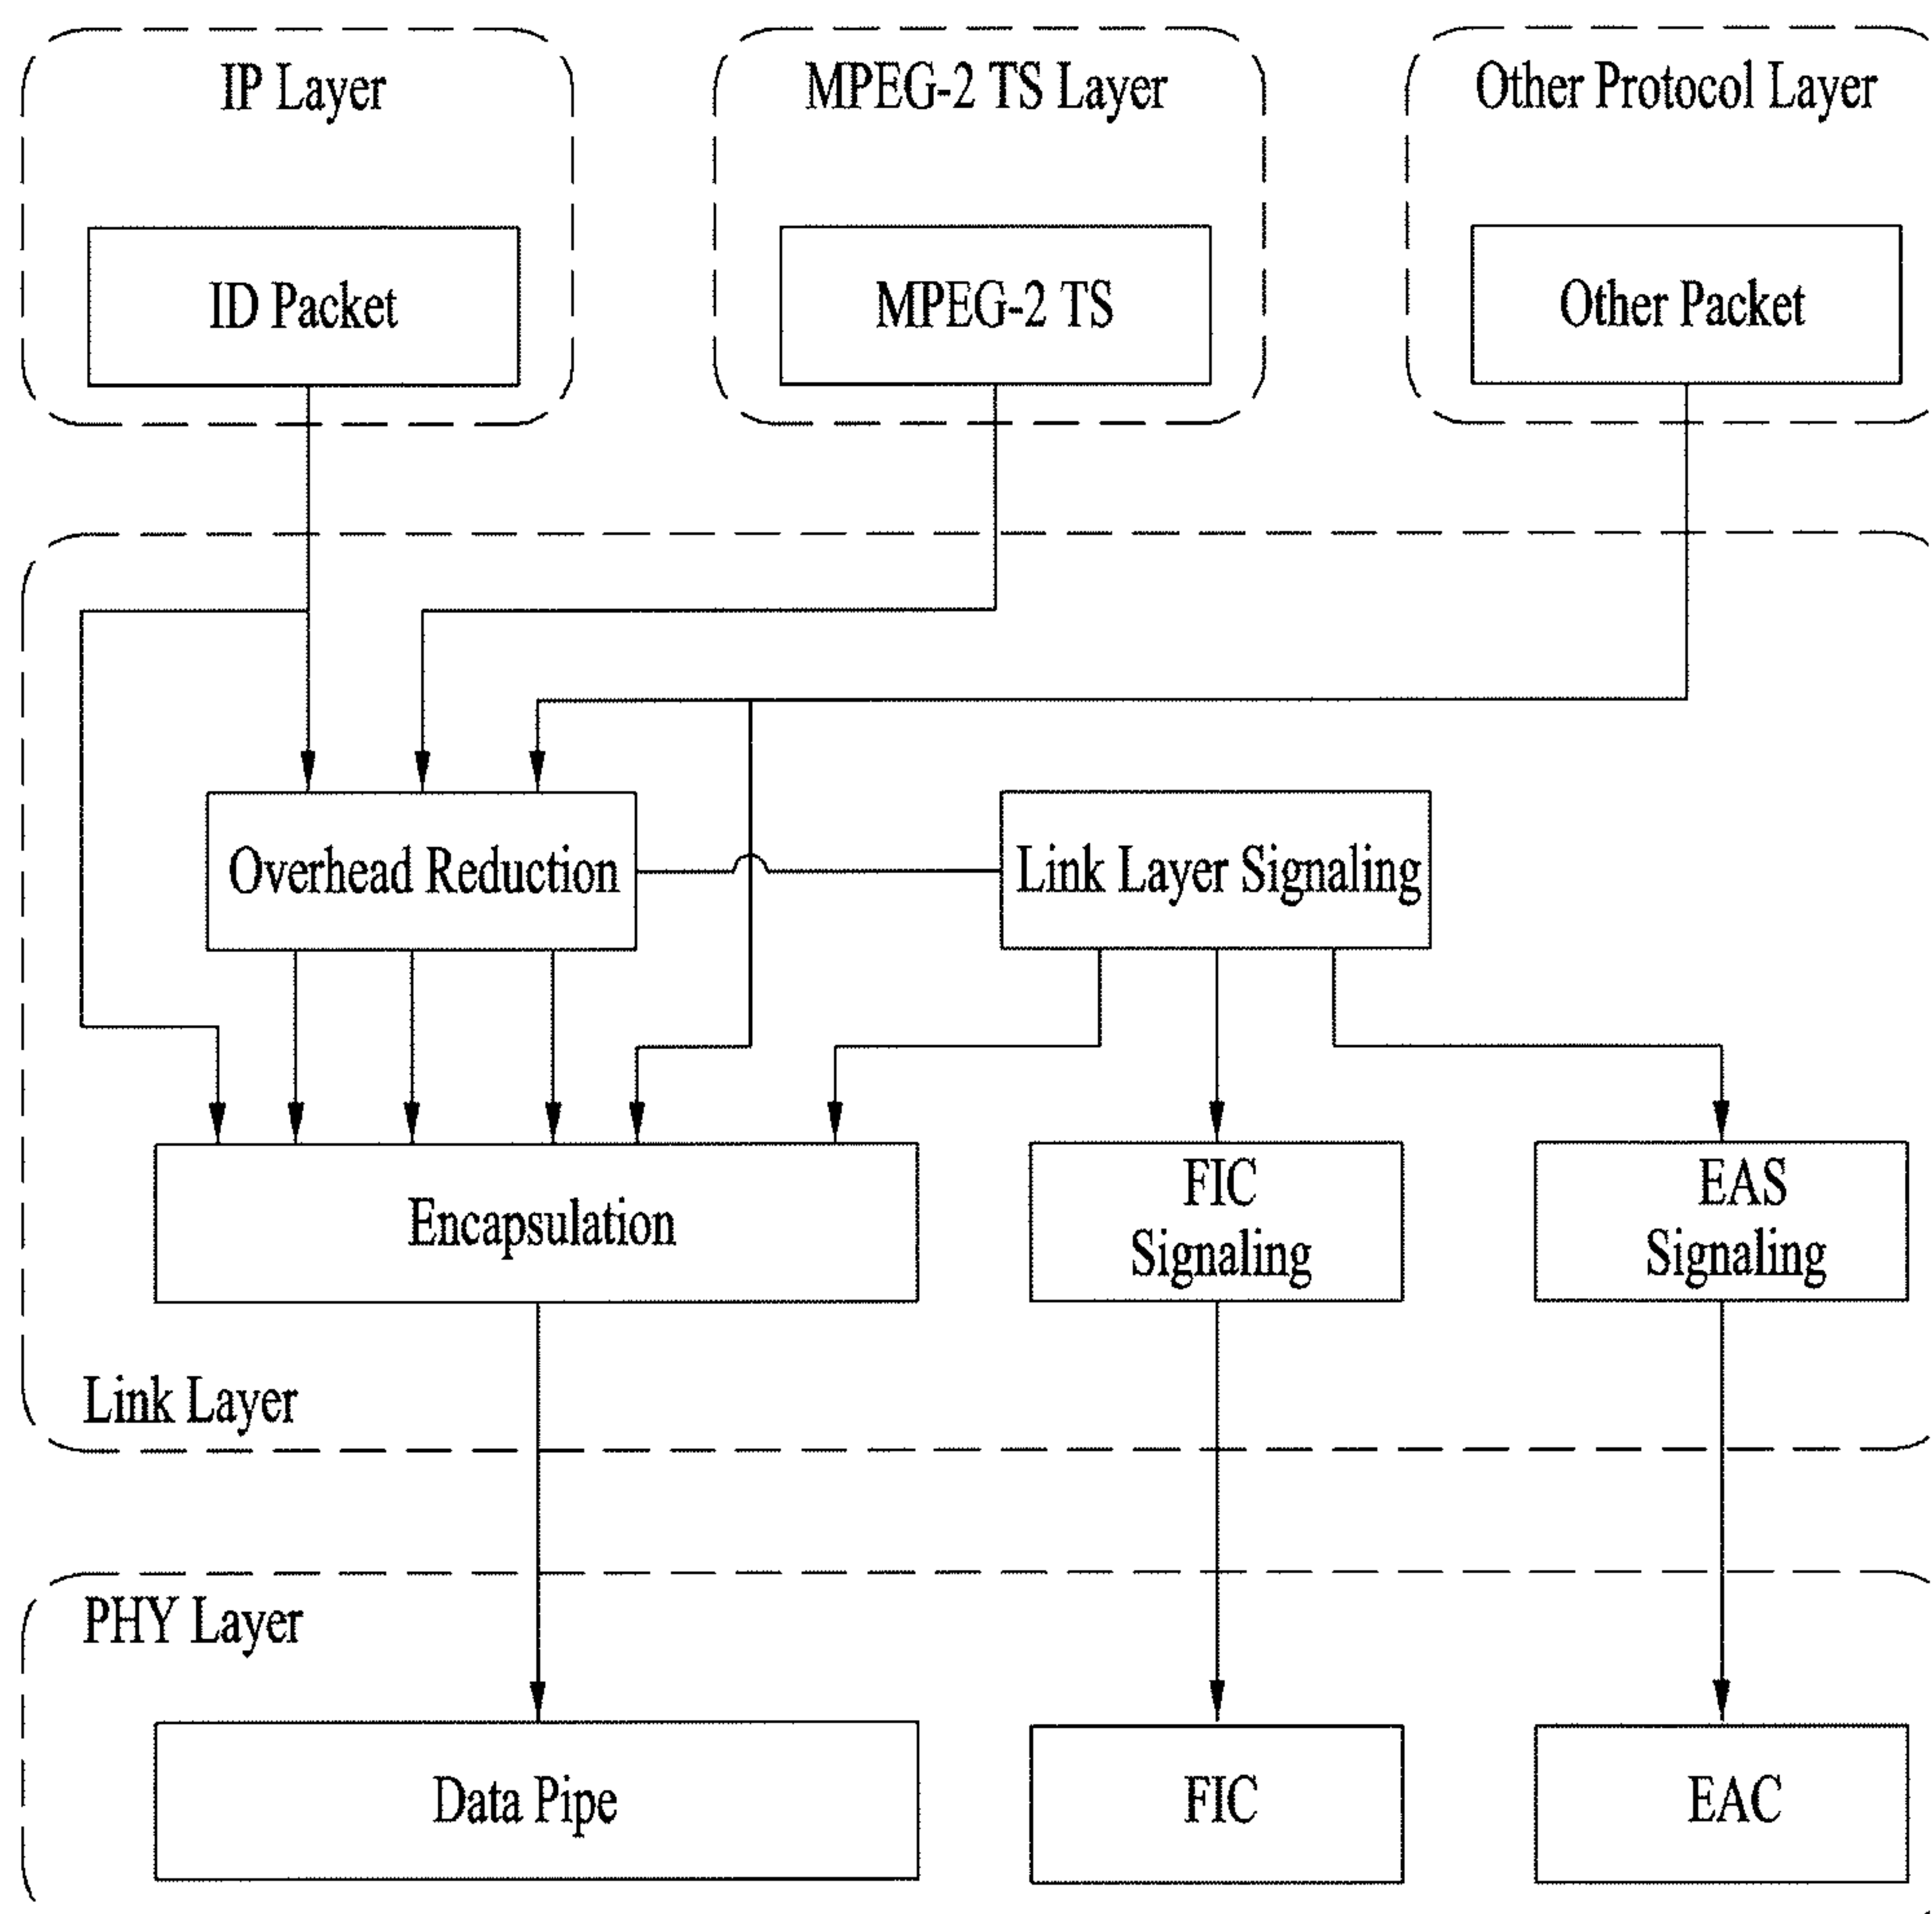 IP Layer
MPEG-2 TS Layer
Other Protocol Layer
ID Packet
MPEG-2 TS
Other Packet
Overhead Reduction
Link Layer Signaling
Encapsulation
FIC
Signaling
EAS
Signaling
Link Layer
PHY Layer
Data Pipe
FIC
EAC